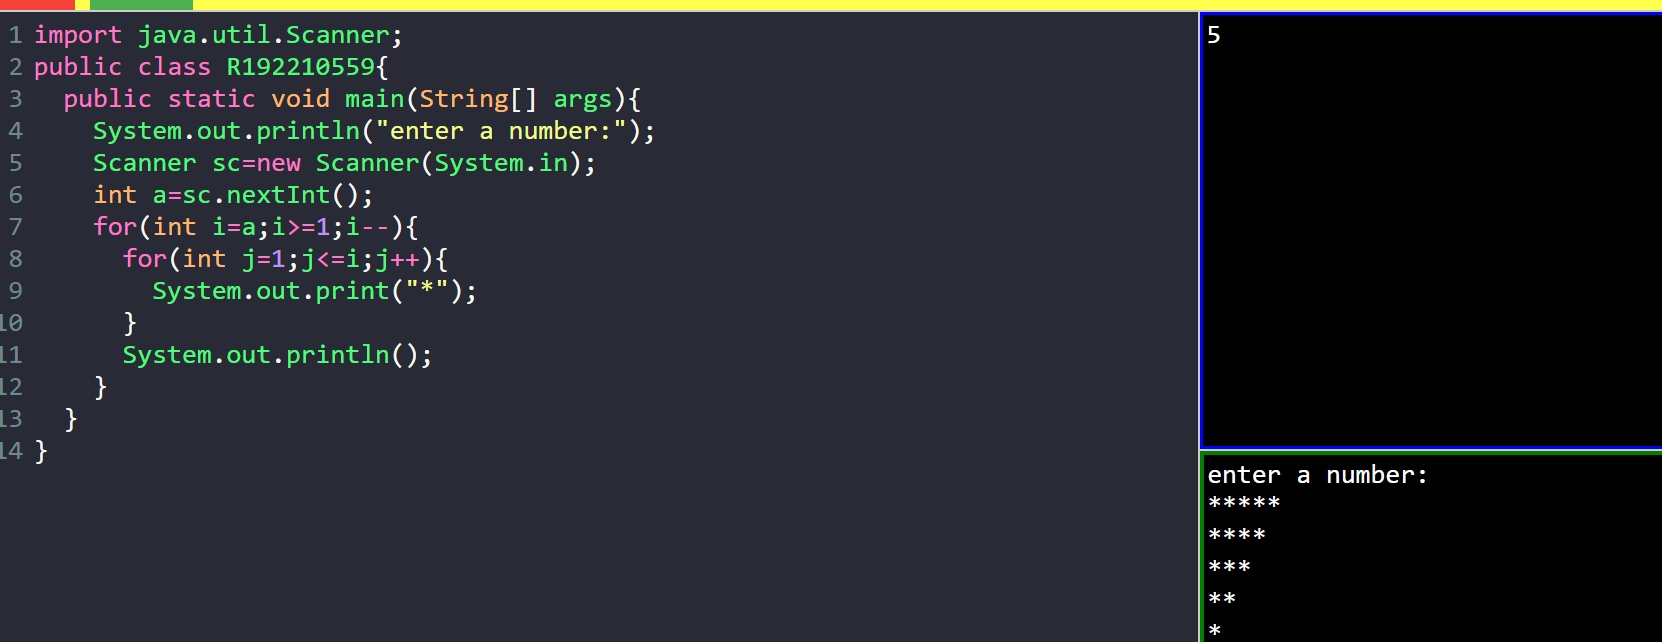 1 import java.util.Scanner;
2 public class R192210559{
3   public static void main(String[] args){
4     System.out.println("enter a number:");
5     Scanner sc=new Scanner(System.in);
6     int a=sc.nextInt();
7     for(int i=a;i>=1;i--){
8       for(int j=1;j<=i;j++){
9         System.out.print("*");
10       }
11       System.out.println();
12     }
13   }
14 }
5
enter a number:
*****
****
***
**
*